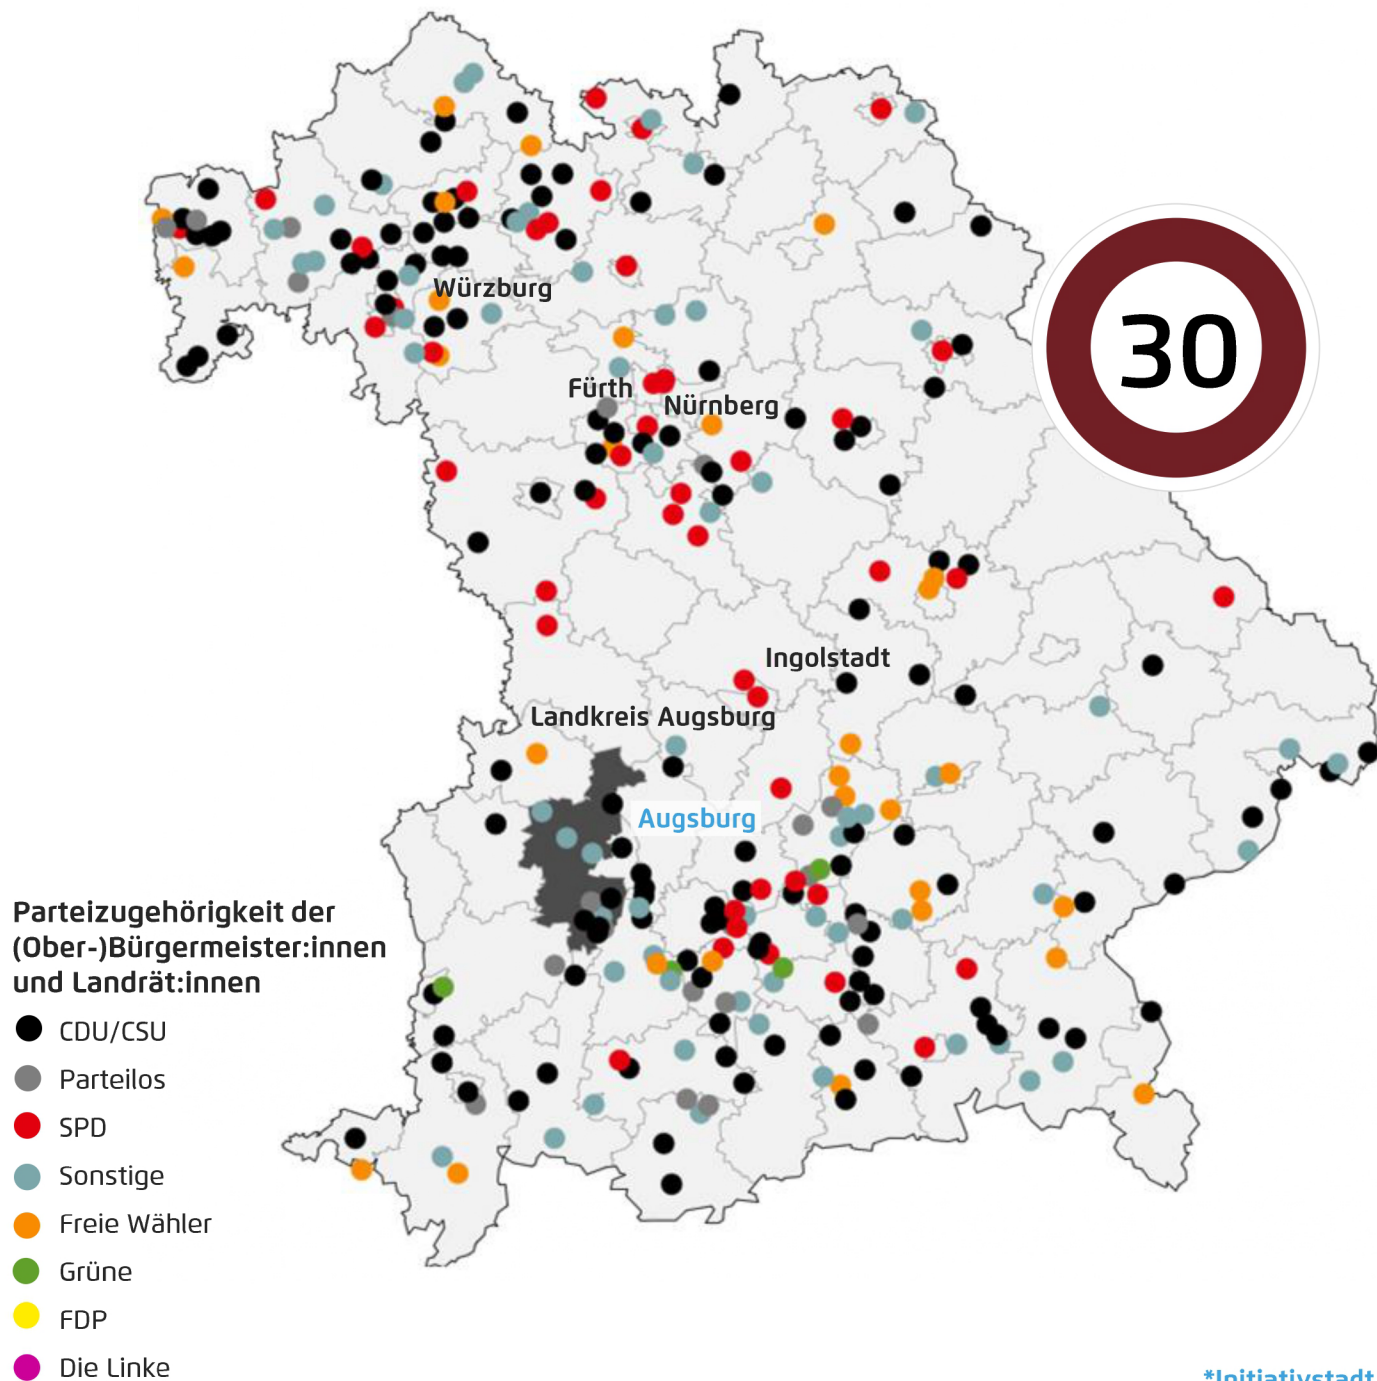 30
Würzburg
Fürth
Nürnberg
Ingolstadt
Landkreis Augsburg
Augsburg
Parteizugehörigkeit der
(Ober-)Bürgermeister:innen
und Landrät:innen
CDU/CSU
Parteilos
SPD
Sonstige
Freie Wähler
Grüne
FDP
Die Linke
*Initiativstadt